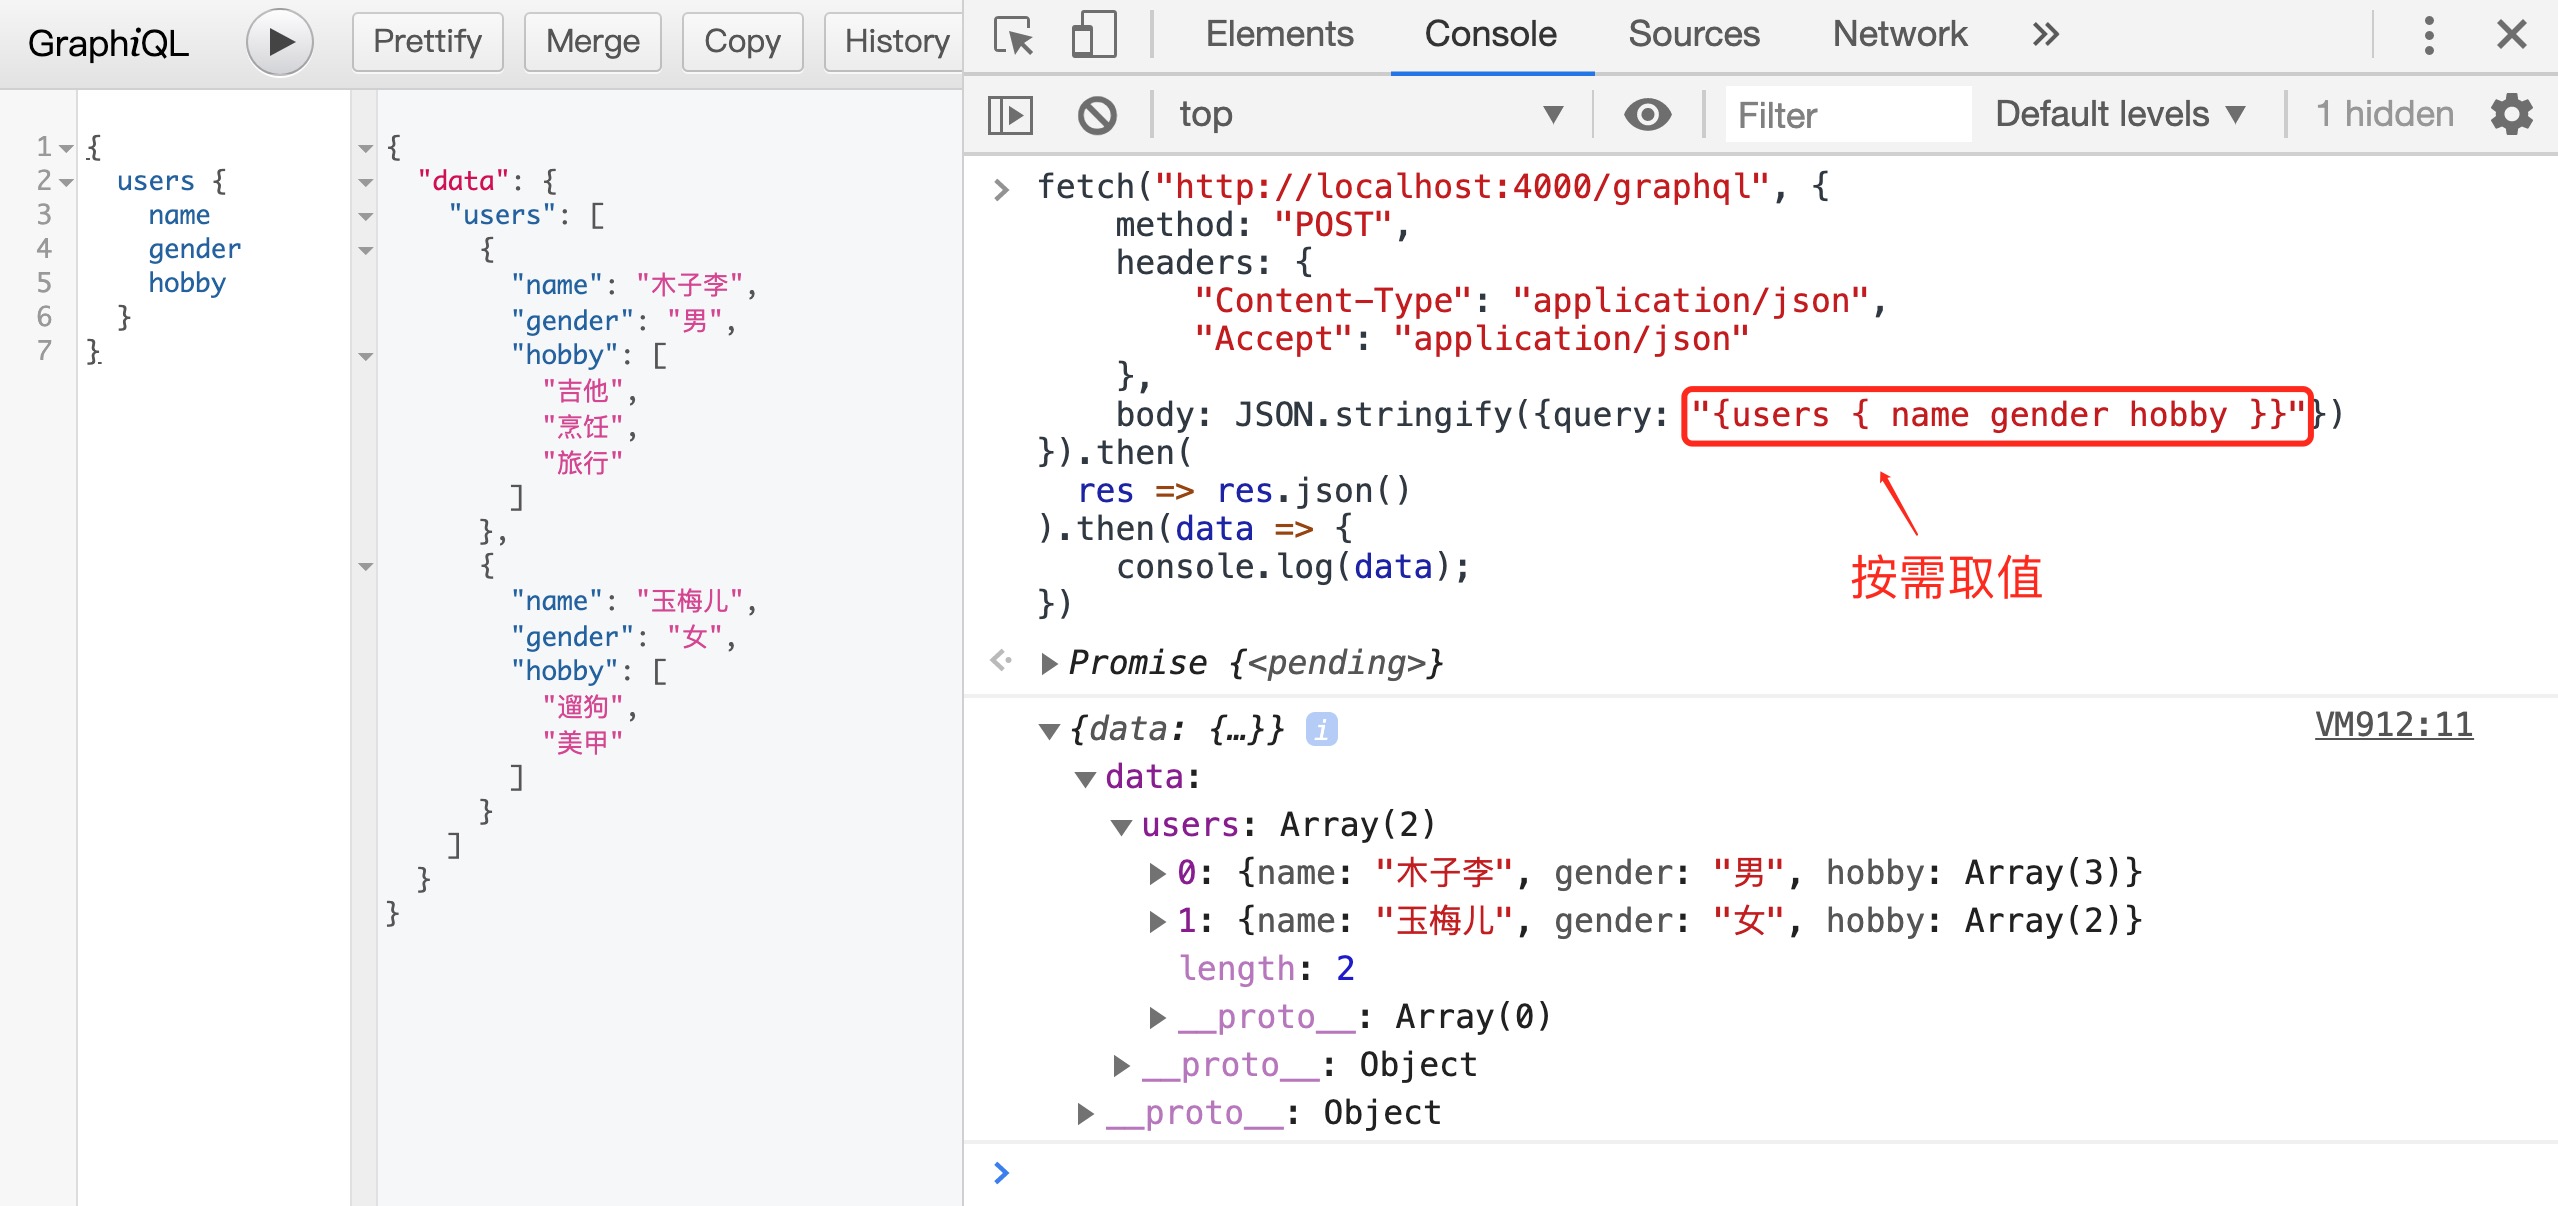 GraphiQL
Prettify
Merge
Copy
History
1 {
2 users {
3 name
4 gender
5 hobby
6 }
7 }
{
"data": {
"users": [
{
"name": "木子李",
"gender": "男",
"hobby": [
"吉他",
"烹饪",
"旅行"
]
},
{
"name": "玉梅儿",
"gender": "女",
"hobby": [
"遛狗",
"美甲"
]
}
]
}
}
Elements
Console
Sources
Network
top
Filter
Default levels
1 hidden
fetch("http://localhost:4000/graphql", {
method: "POST",
headers: {
"Content-Type": "application/json",
"Accept": "application/json"
},
body: JSON.stringify({query: "{users { name gender hobby }}"})
}).then(
res => res.json()
).then(data => {
console.log(data);
})
按需取值
Promise {<pending>}
{data: {…}} i
VM912:11
data:
users: Array(2)
0: {name: "木子李", gender: "男", hobby: Array(3)}
1: {name: "玉梅儿", gender: "女", hobby: Array(2)}
length: 2
__proto__: Array(0)
__proto__: Object
__proto__: Object